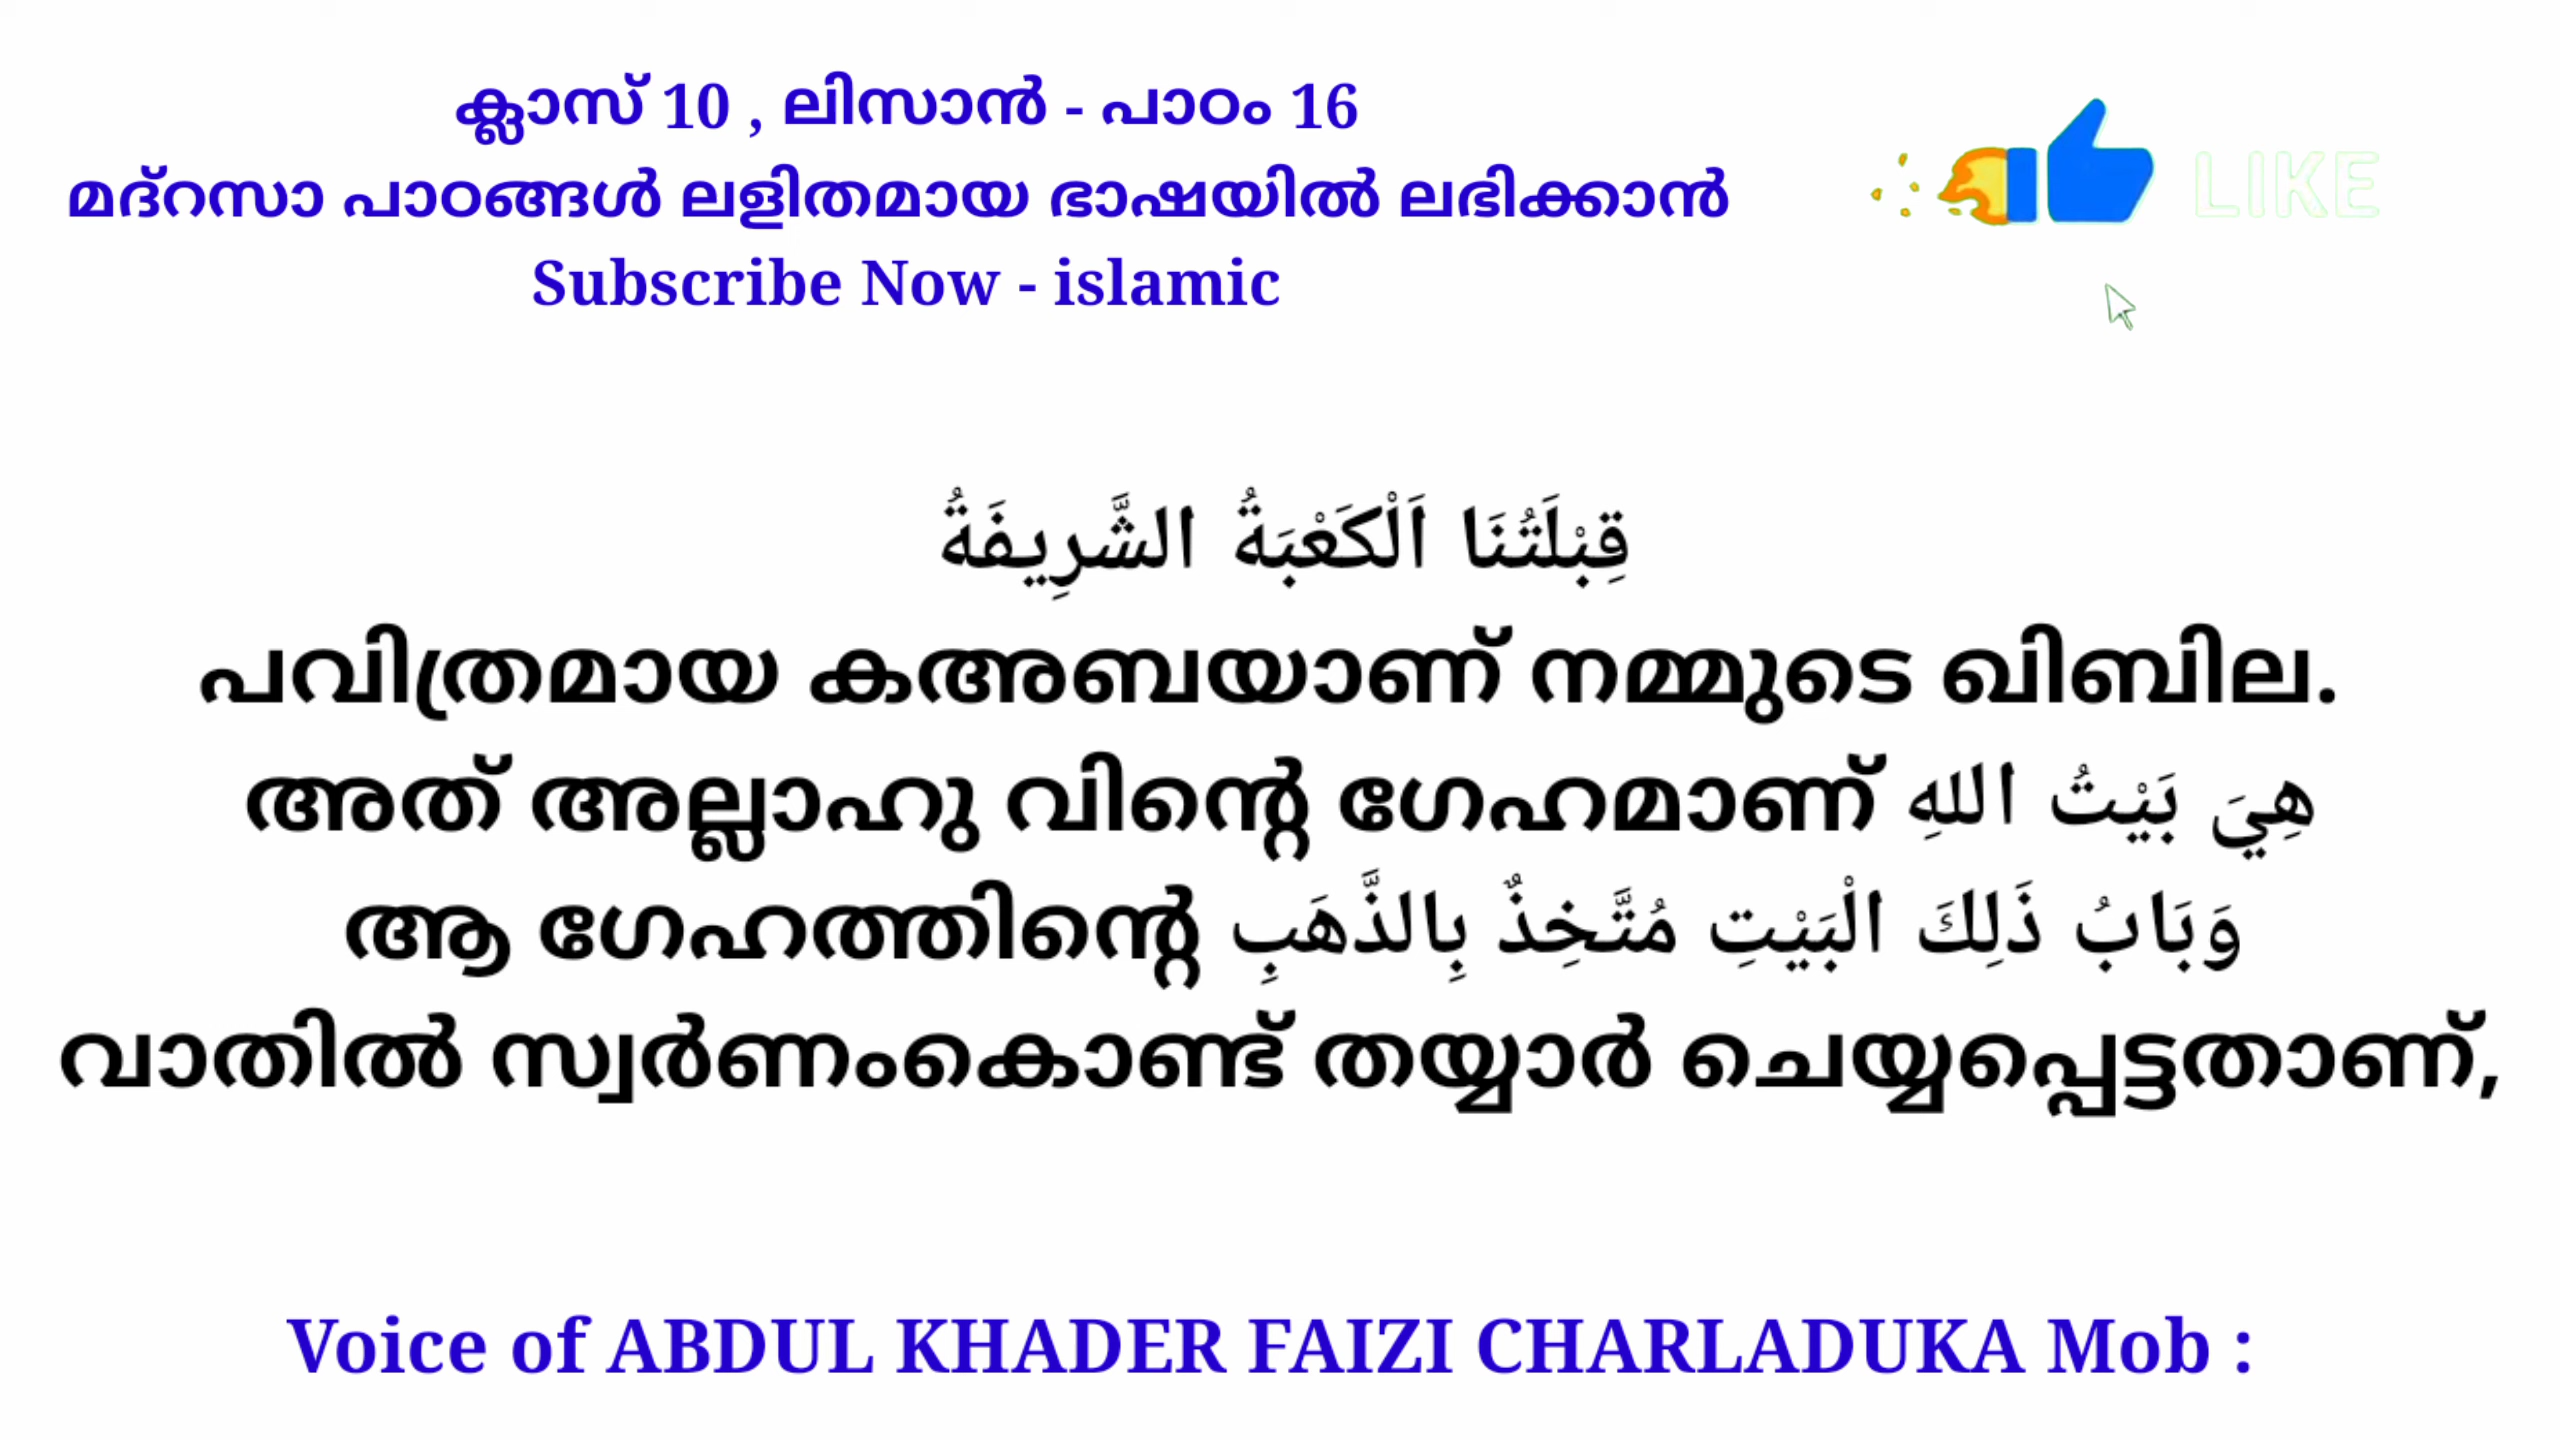 ക്ലാസ് 10 , ലിസാൻ - പാഠം 16
മദ്റസാ പാഠങ്ങൾ ലളിതമായ ഭാഷയിൽ ലഭിക്കാൻ
Subscribe Now - islamic
LIKE
قِبْلَتُنَا اَلْكَعْبَةُ الشَّرِيفَةُ
പവിത്രമായ കഅബയാണ് നമ്മുടെ ഖിബില.
അത് അല്ലാഹു വിന്റെ ഗേഹമാണ് هِيَ بَيْتُ اللهِ
ആ ഗേഹത്തിന്റെ وَبَابُ ذَلِكَ الْبَيْتِ مُتَّخِذٌ بِالذَّهَبِ
വാതിൽ സ്വർണംകൊണ്ട് തയ്യാർ ചെയ്യപ്പെട്ടതാണ്,
Voice of ABDUL KHADER FAIZI CHARLADUKA Mob :